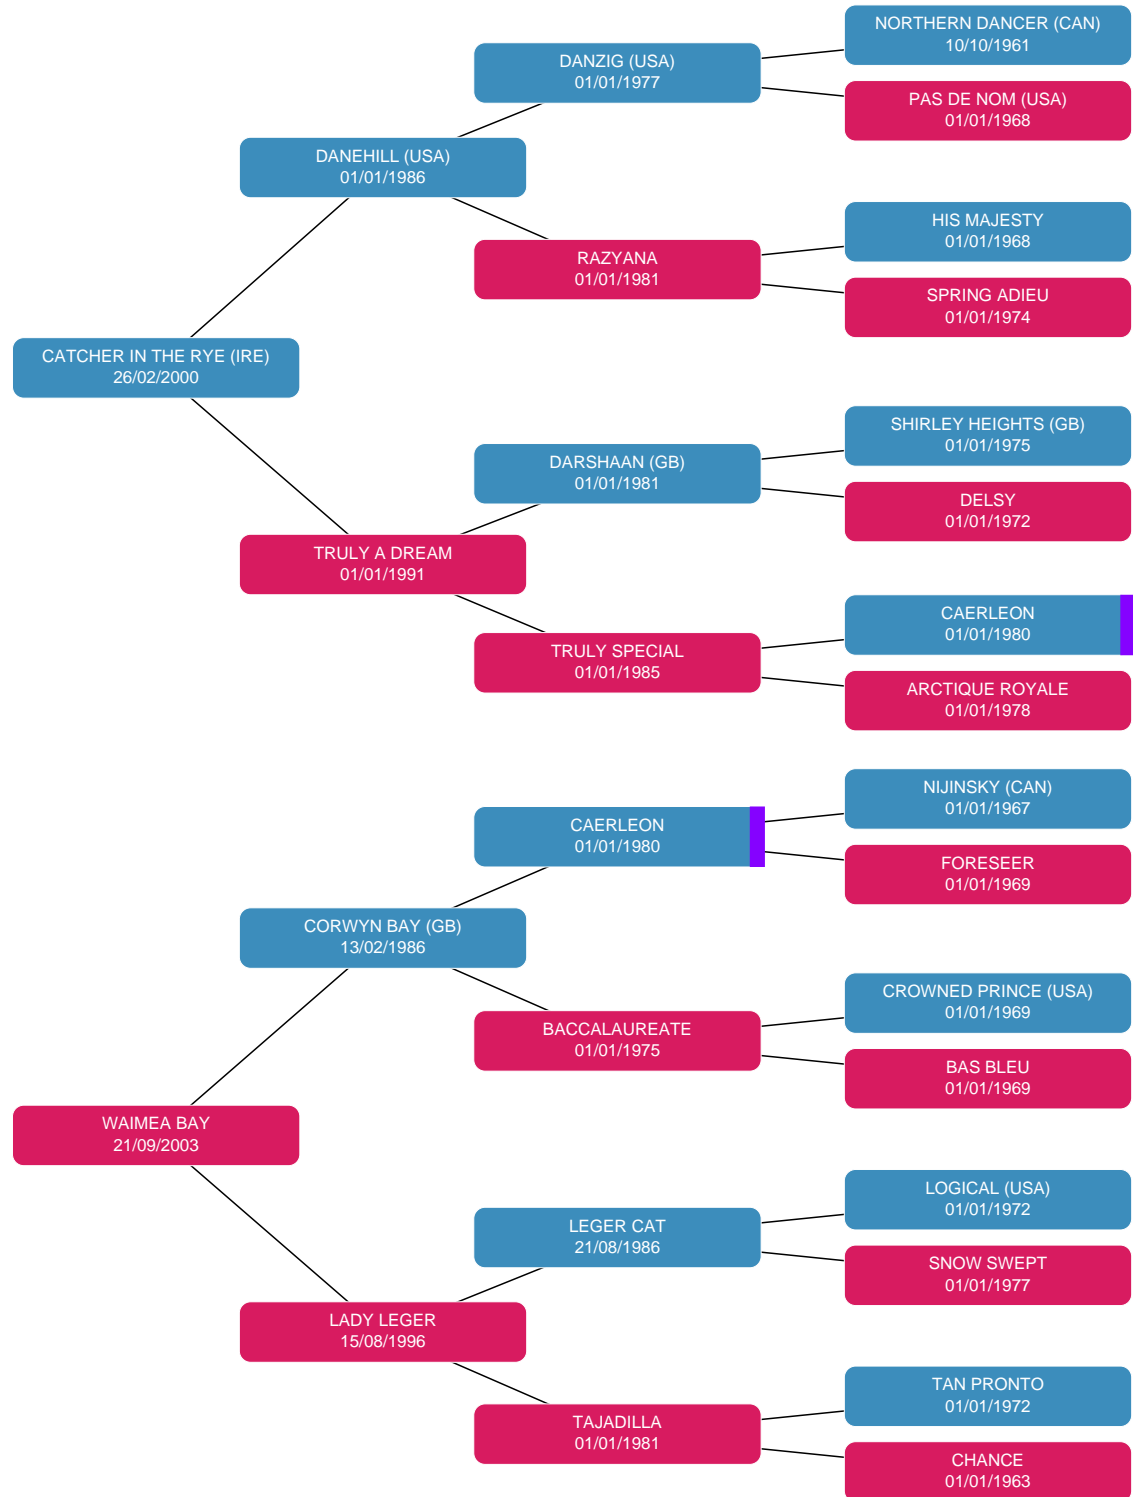 NORTHERN DANCER (CAN)
10/10/1961
DANZIG (USA)
01/01/1977
PAS DE NOM (USA)
01/01/1968
DANEHILL (USA)
01/01/1986
HIS MAJESTY
01/01/1968
RAZYANA
01/01/1981
SPRING ADIEU
01/01/1974
CATCHER IN THE RYE (IRE)
26/02/2000
SHIRLEY HEIGHTS (GB)
01/01/1975
DARSHAAN (GB)
01/01/1981
DELSY
01/01/1972
TRULY A DREAM
01/01/1991
CAERLEON
01/01/1980
TRULY SPECIAL
01/01/1985
ARCTIQUE ROYALE
01/01/1978
NIJINSKY (CAN)
01/01/1967
CAERLEON
01/01/1980
FORESEER
01/01/1969
CORWYN BAY (GB)
13/02/1986
CROWNED PRINCE (USA)
01/01/1969
BACCALAUREATE
01/01/1975
BAS BLEU
01/01/1969
WAIMEA BAY
21/09/2003
LOGICAL (USA)
01/01/1972
LEGER CAT
21/08/1986
SNOW SWEPT
01/01/1977
LADY LEGER
15/08/1996
TAN PRONTO
01/01/1972
TAJADILLA
01/01/1981
CHANCE
01/01/1963